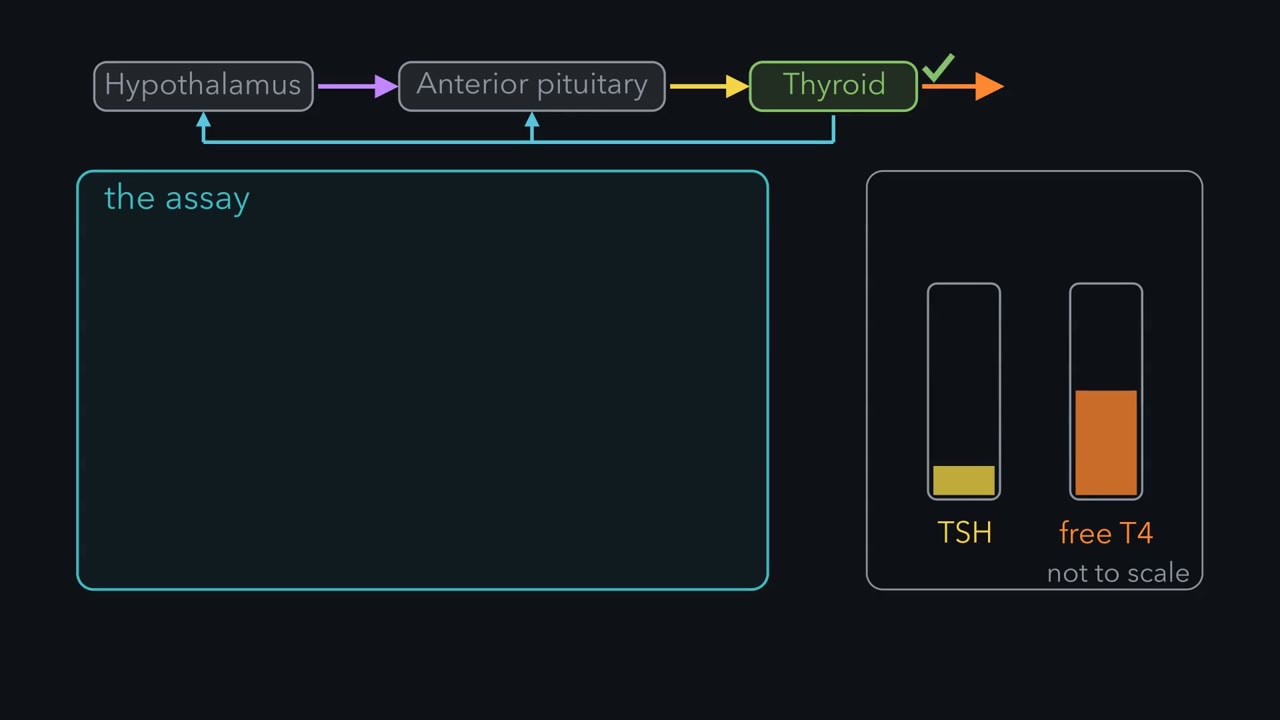 Hypothalamus
Anterior pituitary
Thyroid
the assay
TSH
free T4
not to scale